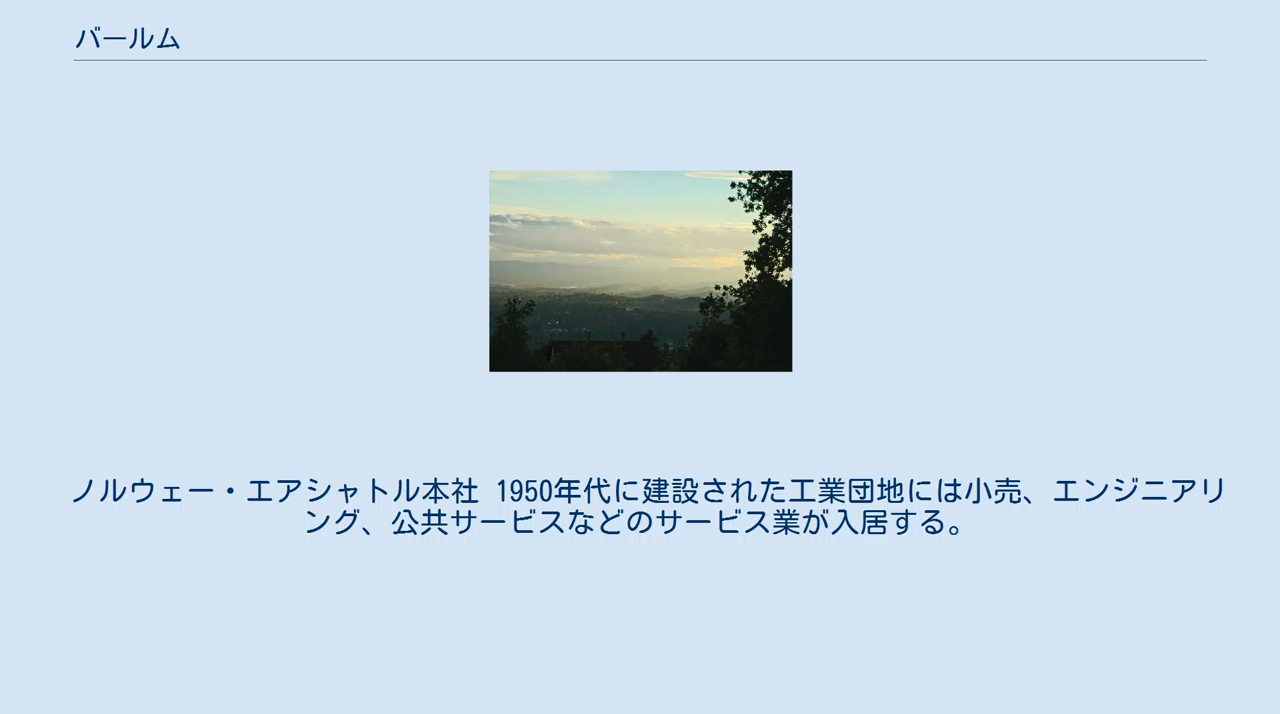 バールム
ノルウェー・エアシャトル本社 1950年代に建設された工業団地には小売、エンジニアリ
ング、公共サービスなどのサービス業が入居する。